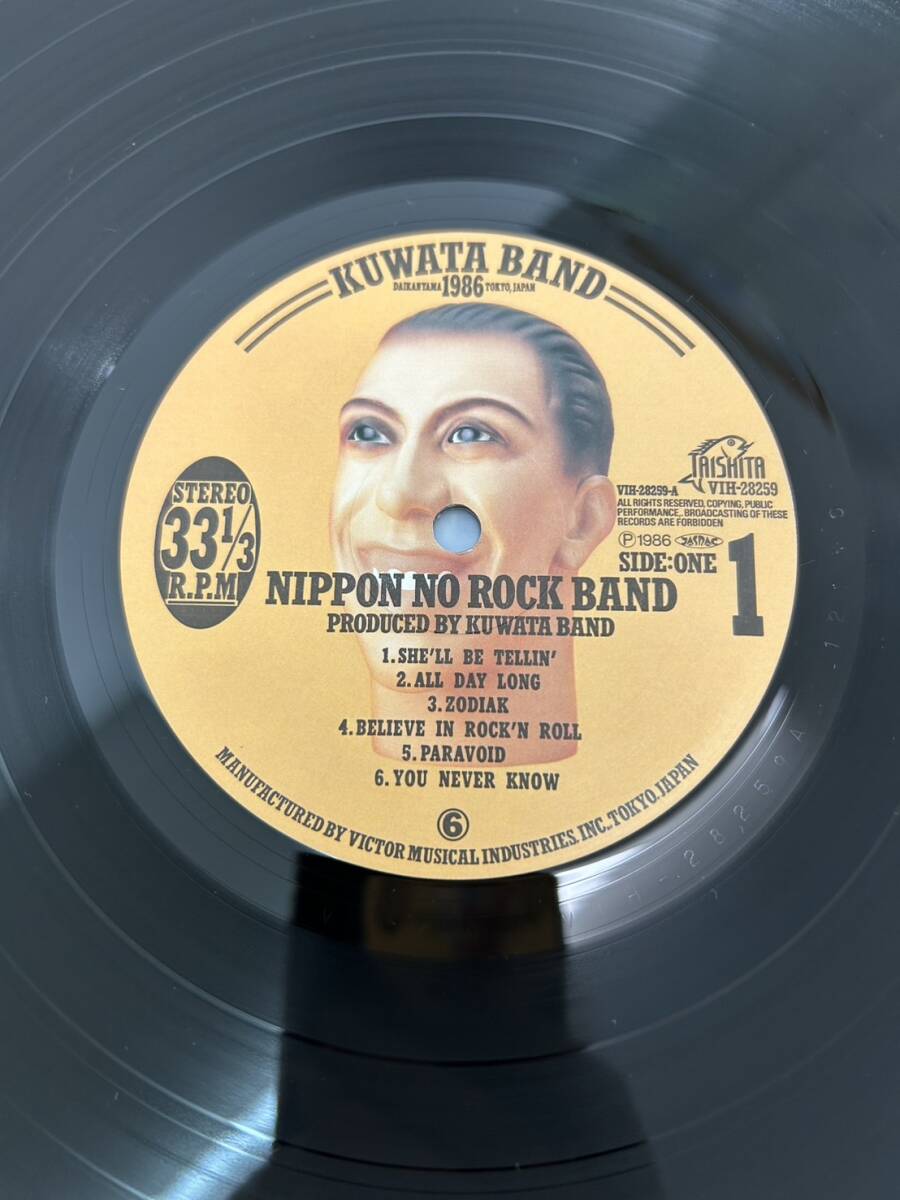 KUWATA BAND
DAIKANYAMA 1986 TOKYO, JAPAN
TAISHITA
VIH-28259
VIH-28259-A
ALL RIGHTS RESERVED, COPYING, PUBLIC
PERFORMANCE,. BROADCASTING OF THESE
RECORDS ARE FORBIDDEN
Ⓟ1986 JASRAC
SIDE:ONE 1
STEREO
33 1/3
R.P.M
NIPPON NO ROCK BAND
PRODUCED BY KUWATA BAND
1. SHE'LL BE TELLIN'
2. ALL DAY LONG
3. ZODIAK
4. BELIEVE IN ROCK'N ROLL
5. PARAVOID
6. YOU NEVER KNOW
⑥
MANUFACTURED BY VICTOR MUSICAL INDUSTRIES. INC., TOKYO. JAPAN